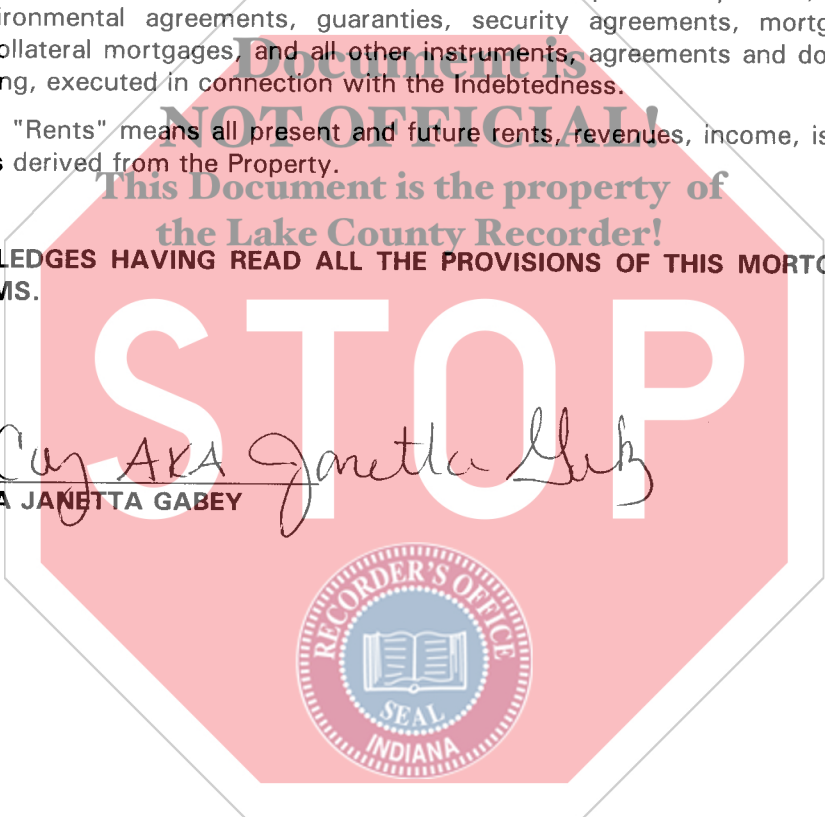 ironmental agreements, guaranties, security agreements, mortg
ollateral mortgages, and all other instruments, agreements and do
ng, executed in connection with the Indebtedness.
Document is
NOT OFFICIAL!
"Rents" means all present and future rents, revenues, income, is
s derived from the Property.
This Document is the property of
the Lake County Recorder!
LEDGES HAVING READ ALL THE PROVISIONS OF THIS MORTG
MS.
STOP
AKA Janetta
A JANETTA GABEY
RECORDER'S OFFICE
SEAL
INDIANA